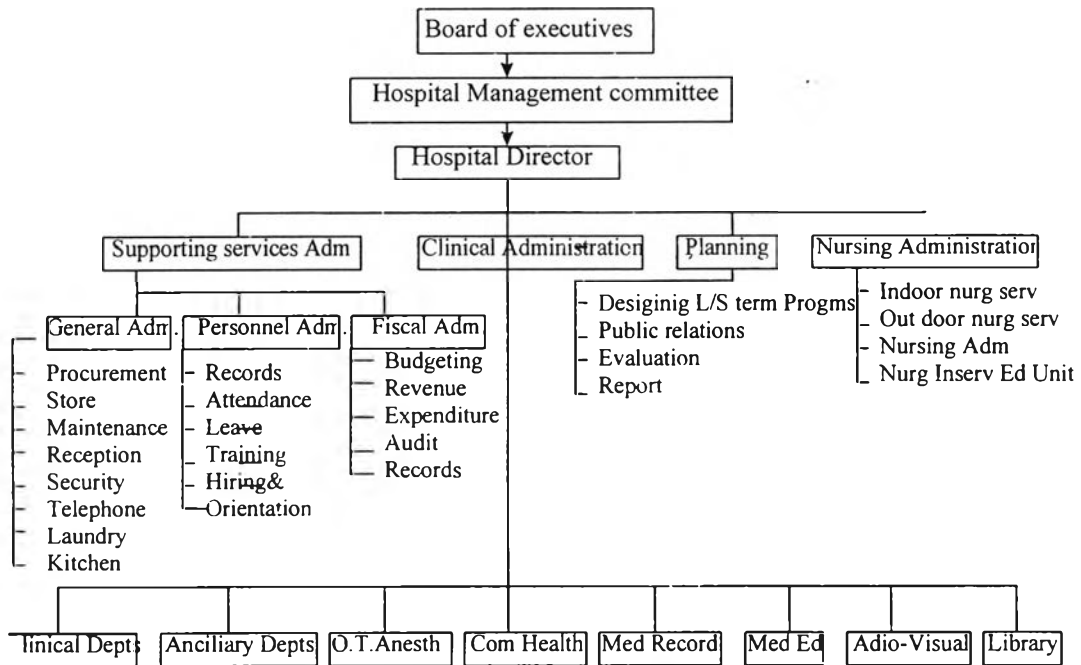 Board of executives
Hospital Management committee
Hospital Director
Supporting services Adm
Clinical Administration
Planning
Nursing Administration
General Adm.
Procurement
Store
Maintenance
Reception
Security
Telephone
Laundry
Kitchen
Personnel Adm.
Records
Attendance
Leave
Training
Hiring&
Orientation
Fiscal Adm
Budgeting
Revenue
Expenditure
Audit
Records
Desiginig L/S term Progms
Public relations
Evaluation
Report
Indoor nurg serv
Out door nurg serv
Nursing Adm
Nurg Inserv Ed Unit
linical Depts
Anciliary Depts
O.T.Anesth
Com Health
Med Record
Med Ed
Adio-Visual
Library